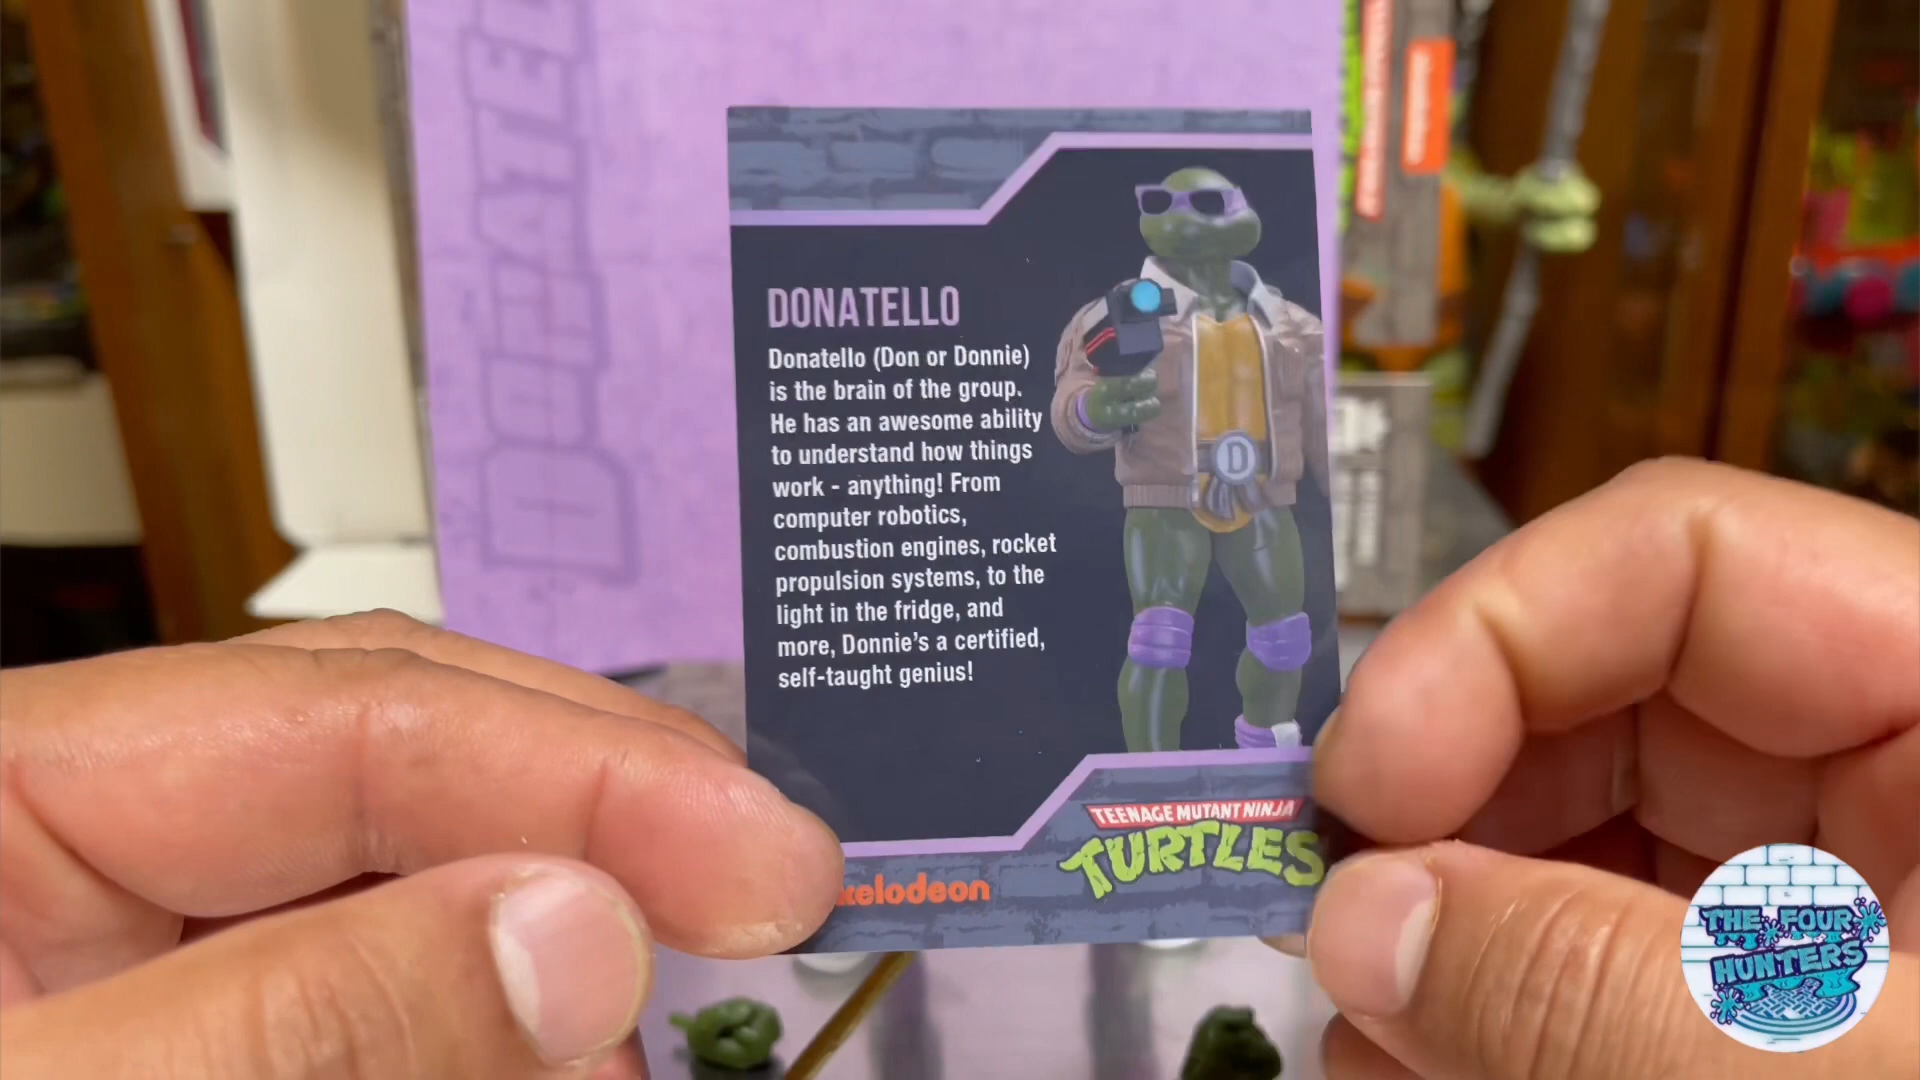 DONATELLO
Donatello (Don or Donnie)
is the brain of the group.
He has an awesome ability
to understand how things
work - anything! From
computer robotics,
combustion engines, rocket
propulsion systems, to the
light in the fridge, and
more, Donnie's a certified,
self-taught genius!
D
TEENAGE MUTANT NINJA
TURTLES
kelodeon
THE FOUR
HUNTERS